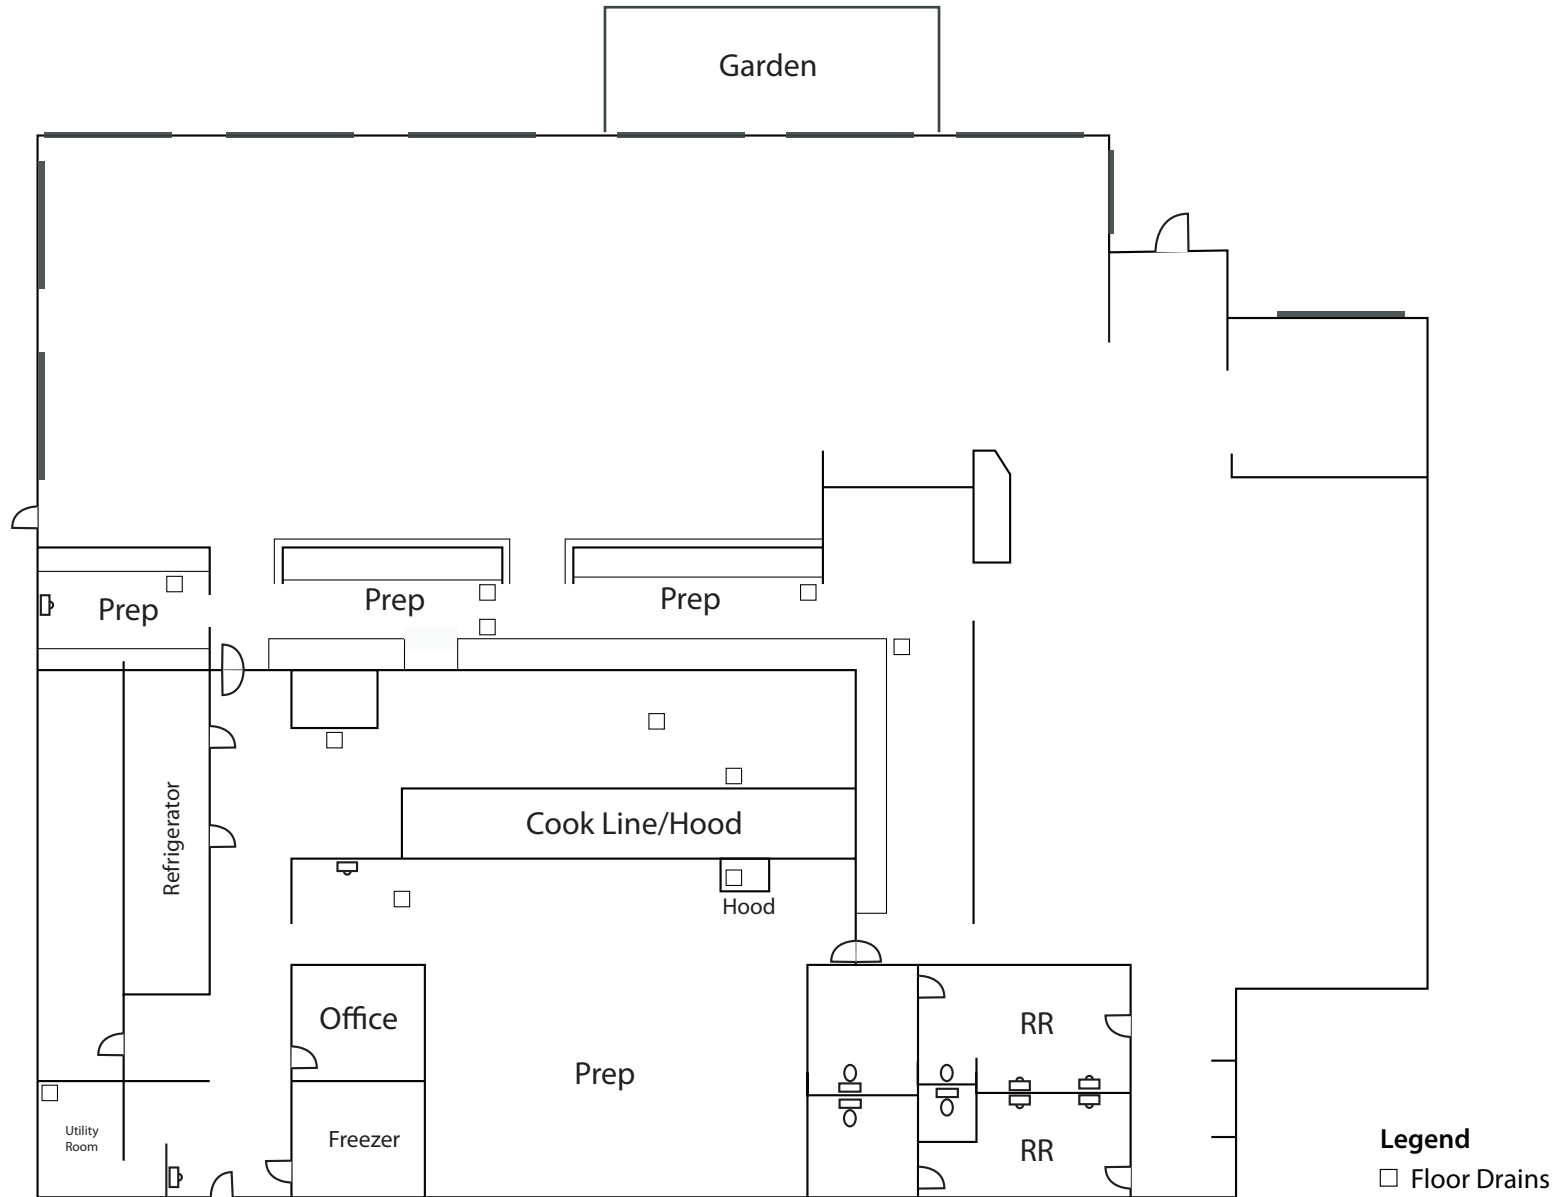 Garden
Prep
Prep
Prep
Refrigerator
Cook Line/Hood
Hood
Office
RR
Prep
Utility
Room
Freezer
RR
Legend
Floor Drains